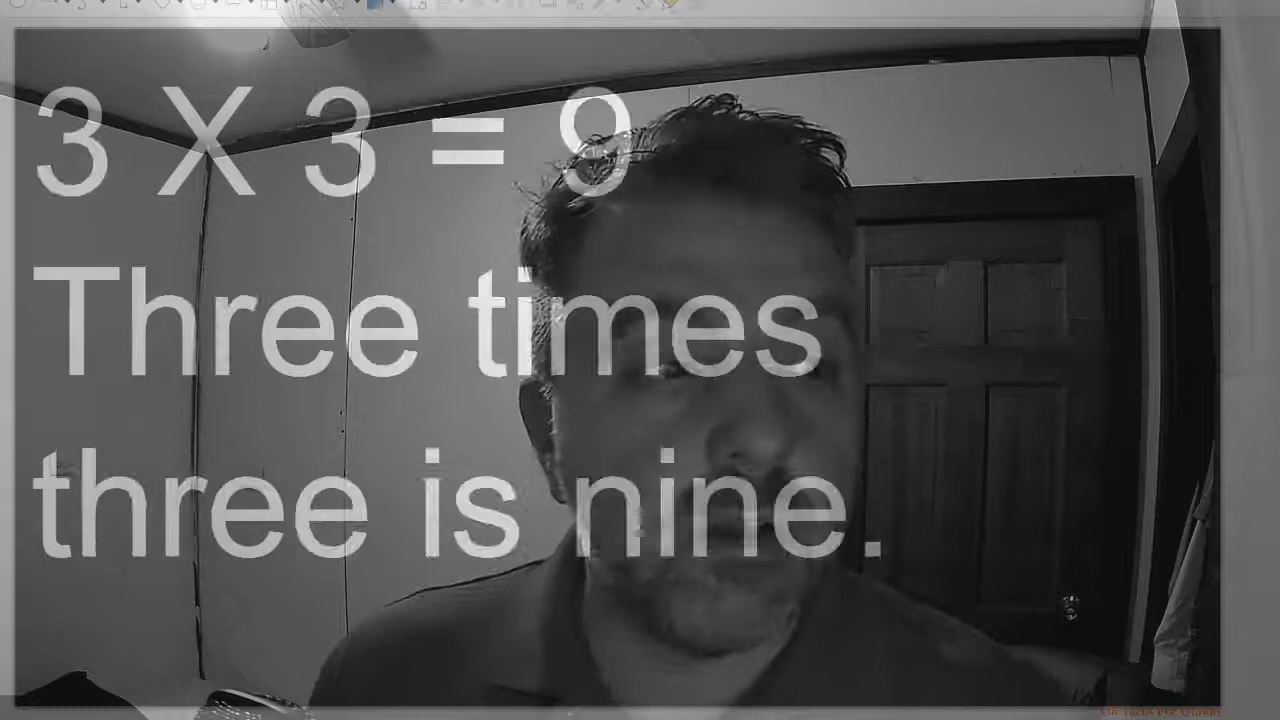 3 X 3 = 9
Three times
three is nine.